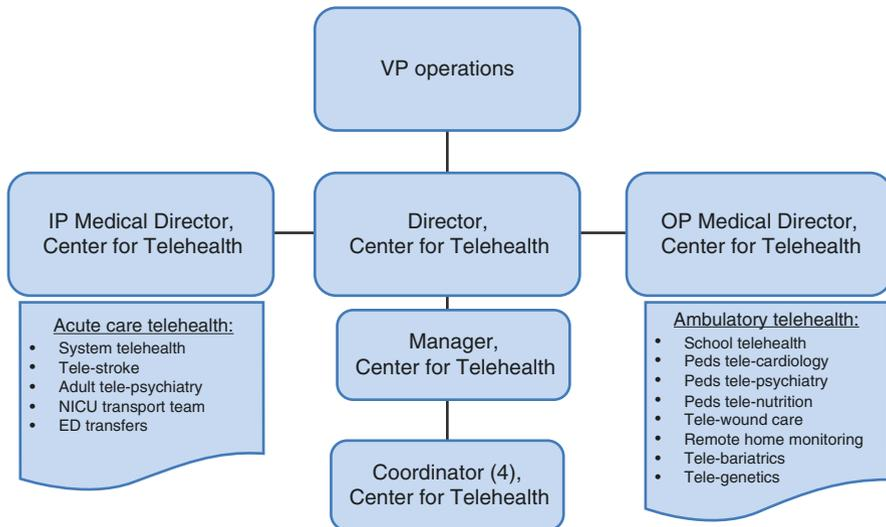 VP operations
IP Medical Director,
Center for Telehealth
Director,
Center for Telehealth
OP Medical Director,
Center for Telehealth
Acute care telehealth:
• System telehealth
• Tele-stroke
• Adult tele-psychiatry
• NICU transport team
• ED transfers
Manager,
Center for Telehealth
Coordinator (4),
Center for Telehealth
Ambulatory telehealth:
• School telehealth
• Peds tele-cardiology
• Peds tele-psychiatry
• Peds tele-nutrition
• Tele-wound care
• Remote home monitoring
• Tele-bariatrics
• Tele-genetics